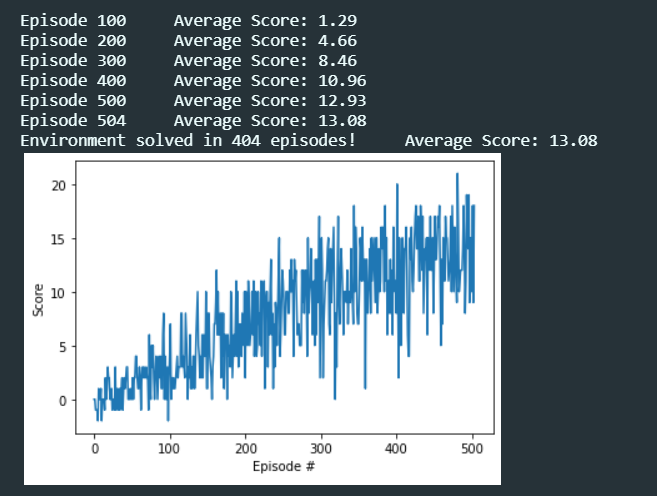 Episode 100 Average Score: 1.29
Episode 200 Average Score: 4.66
Episode 300 Average Score: 8.46
Episode 400 Average Score: 10.96
Episode 500 Average Score: 12.93
Episode 504 Average Score: 13.08
Environment solved in 404 episodes! Average Score: 13.08
20
15
10
5
0
Score
0 100 200 300 400 500
Episode #